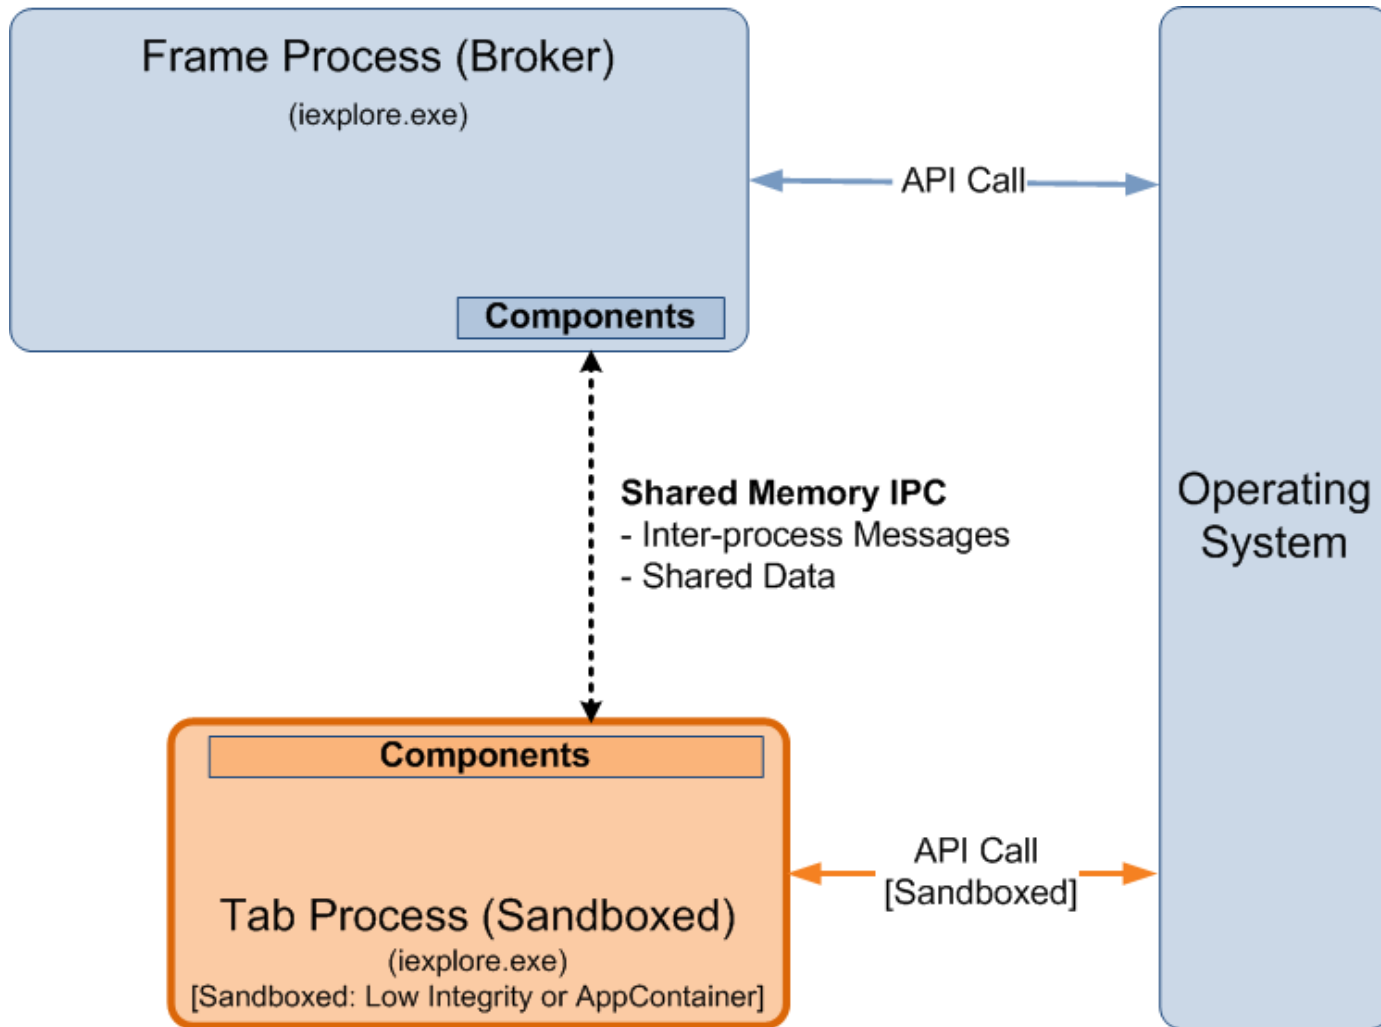 Frame Process (Broker)
(iexplore.exe)
API Call
Components
Shared Memory IPC
- Inter-process Messages
- Shared Data
Operating
System
Components
API Call
[Sandboxed]
Tab Process (Sandboxed)
(iexplore.exe)
[Sandboxed: Low Integrity or AppContainer]